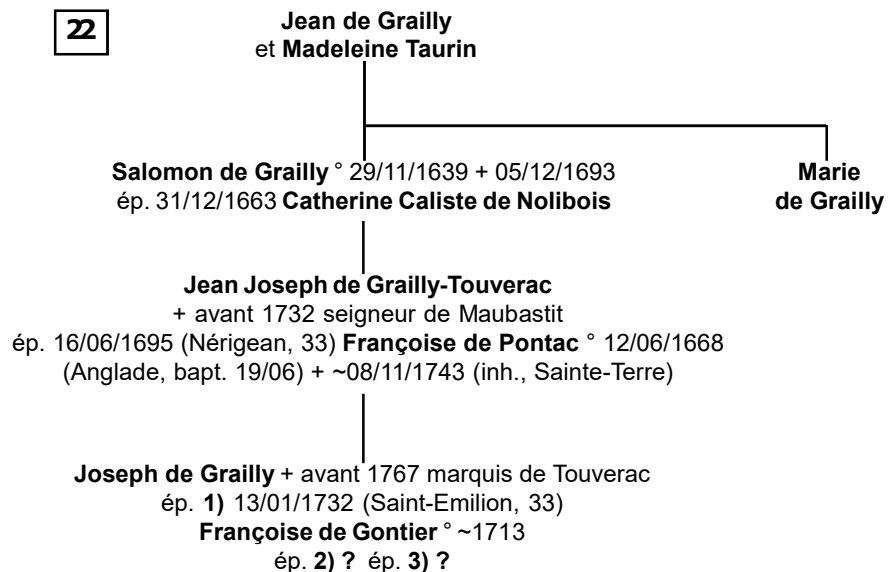 22
Jean de Grailly
et Madeleine Taurin
Salomon de Grailly ° 29/11/1639 + 05/12/1693
ép. 31/12/1663 Catherine Caliste de Nolibois
Marie
de Grailly
Jean Joseph de Grailly-Touverac
+ avant 1732 seigneur de Maubastit
ép. 16/06/1695 (Nérigean, 33) Françoise de Pontac ° 12/06/1668
(Anglade, bapt. 19/06) + ~08/11/1743 (inh., Sainte-Terre)
Joseph de Grailly + avant 1767 marquis de Touverac
ép. 1) 13/01/1732 (Saint-Emilion, 33)
Françoise de Gontier ° ~1713
ép. 2) ? ép. 3) ?